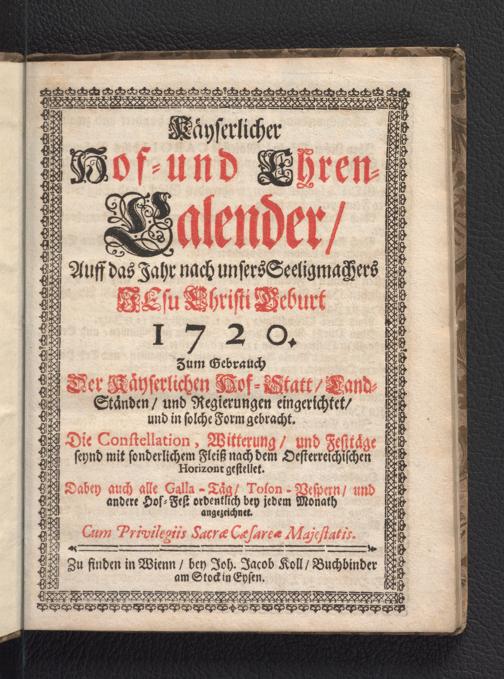 Käyserlicher
Hof-und Ehren-
Calender/
Auff das Jahr nach unsers Seeligmachers
JESu Christi Geburt
1720.
Zum Gebrauch
Der Käyserlichen Hof-Statt/ Land-
Ständen/ und Regierungen eingerichtet/
und in solche Form gebracht.
Die Constellation, Witterung/ und Festtäge
seynd mit sonderlichem Fleiß nach dem Oesterreichischen
Horizont gestellet.
Dabey auch alle Galla-Täg/ Toson-Vespern/ und
andere Hof-Fest ordentlich bey jedem Monath
angezeichnet.
Cum Privilegiis Sacræ Cæsareæ Majestatis.
Zu finden in Wienn/ bey Joh. Jacob Koll/ Buchbinder
am Stock in Eysen.